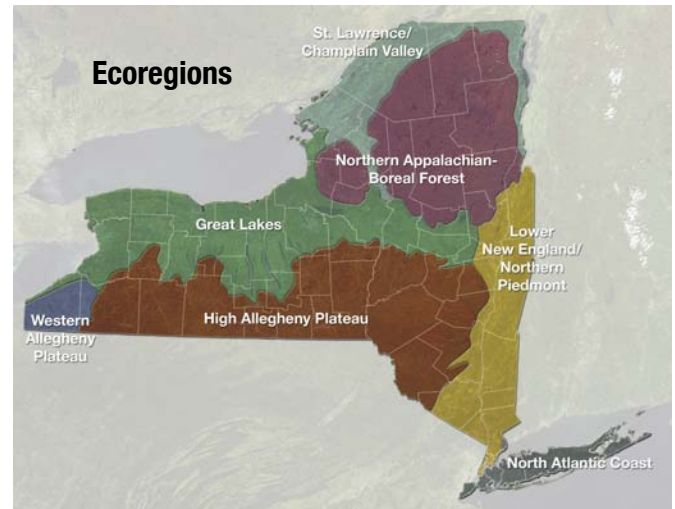 Ecoregions
St. Lawrence/
Champlain Valley
Northern Appalachian-
Boreal Forest
Great Lakes
Lower
New England/
Northern
Piedmont
Western
Allegheny
Plateau
High Allegheny Plateau
North Atlantic Coast